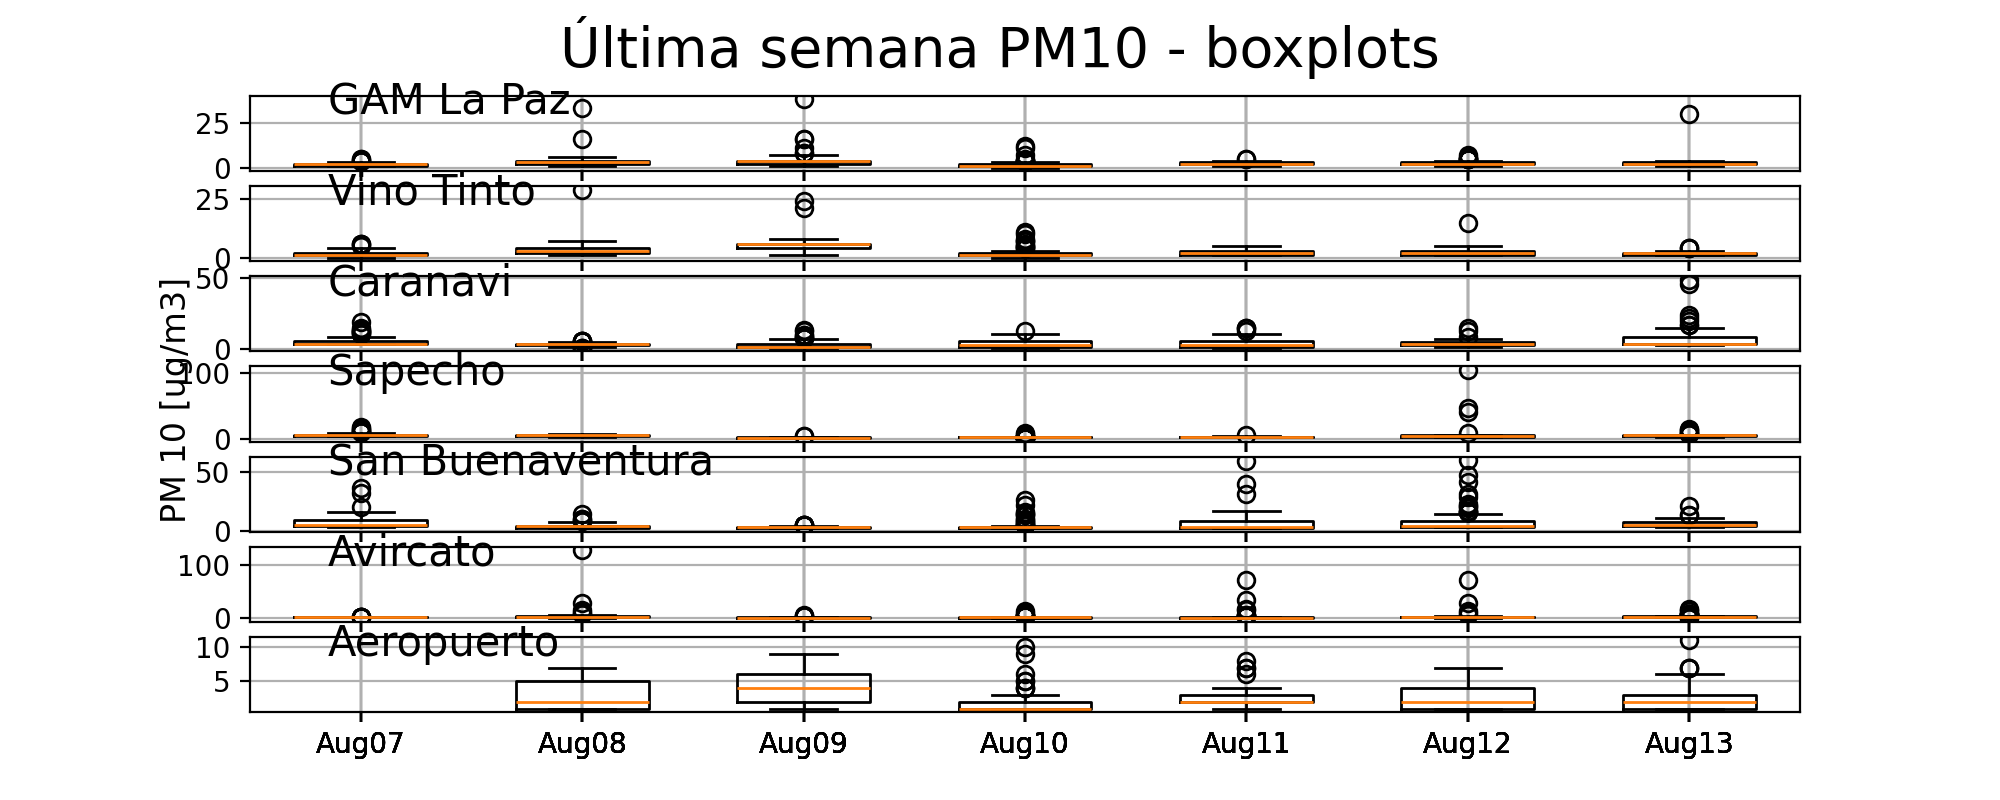 Última semana PM10 - boxplots
GAM La Paz
25
0
Vino Tinto
25
0
Caranavi
50
0
PM 10 [ug/m3]
Sapecho
100
0
San Buenaventura
50
0
Avircato
100
0
Aeropuerto
10
5
Aug07 Aug08 Aug09 Aug10 Aug11 Aug12 Aug13